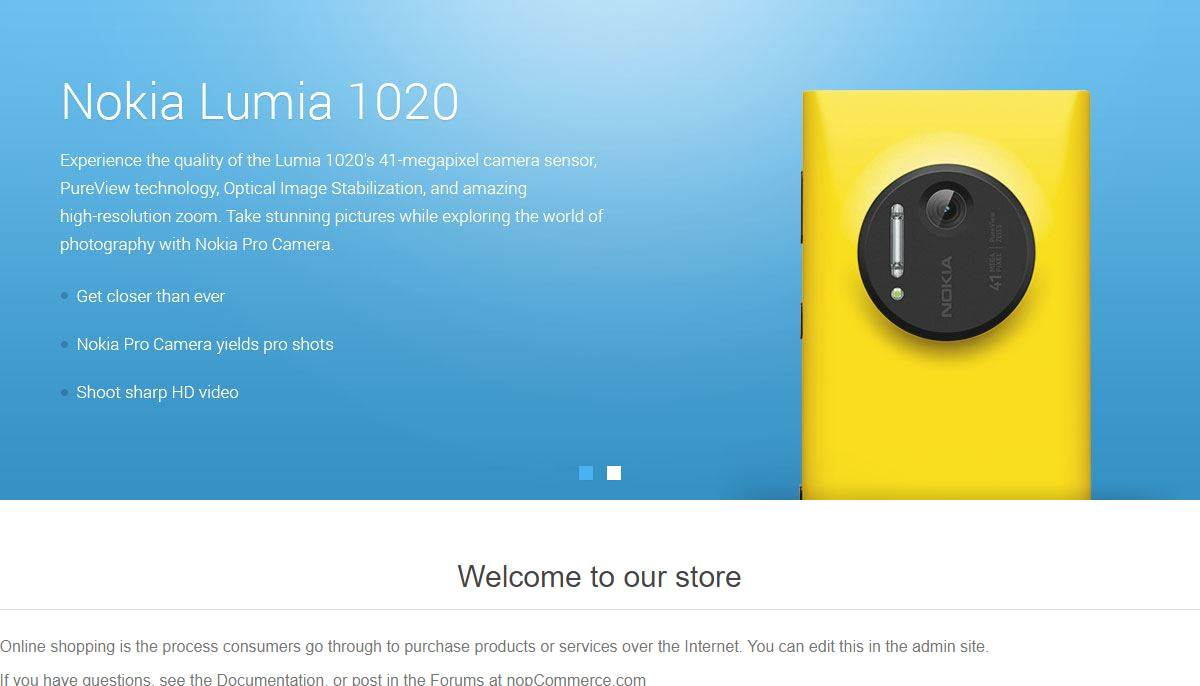 Nokia Lumia 1020
Experience the quality of the Lumia 1020's 41-megapixel camera sensor,
PureView technology, Optical Image Stabilization, and amazing
high-resolution zoom. Take stunning pictures while exploring the world of
photography with Nokia Pro Camera.
Get closer than ever
Nokia Pro Camera yields pro shots
Shoot sharp HD video
NOKIA
41 MEGA PIXEL
PureView
ZEISS
Welcome to our store
Online shopping is the process consumers go through to purchase products or services over the Internet. You can edit this in the admin site.
If you have questions, see the Documentation, or post in the Forums at nopCommerce.com